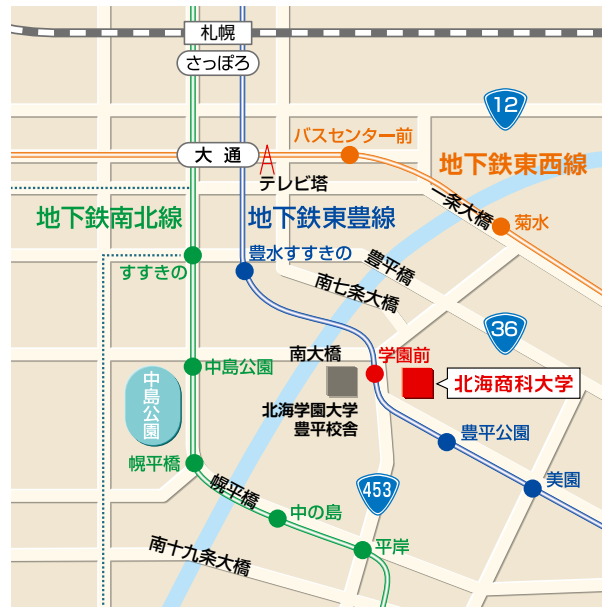 札幌
さっぽろ
12
バスセンター前
大通
地下鉄東西線
テレビ塔
一条大橋
地下鉄南北線
地下鉄東豊線
菊水
豊水すすきの
豊平橋
すすきの
南七条大橋
36
南大橋
学園前
中島公園
北海商科大学
中島公園
北海学園大学
豊平校舎
豊平公園
幌平橋
美園
幌平橋
453
中の島
平岸
南十九条大橋